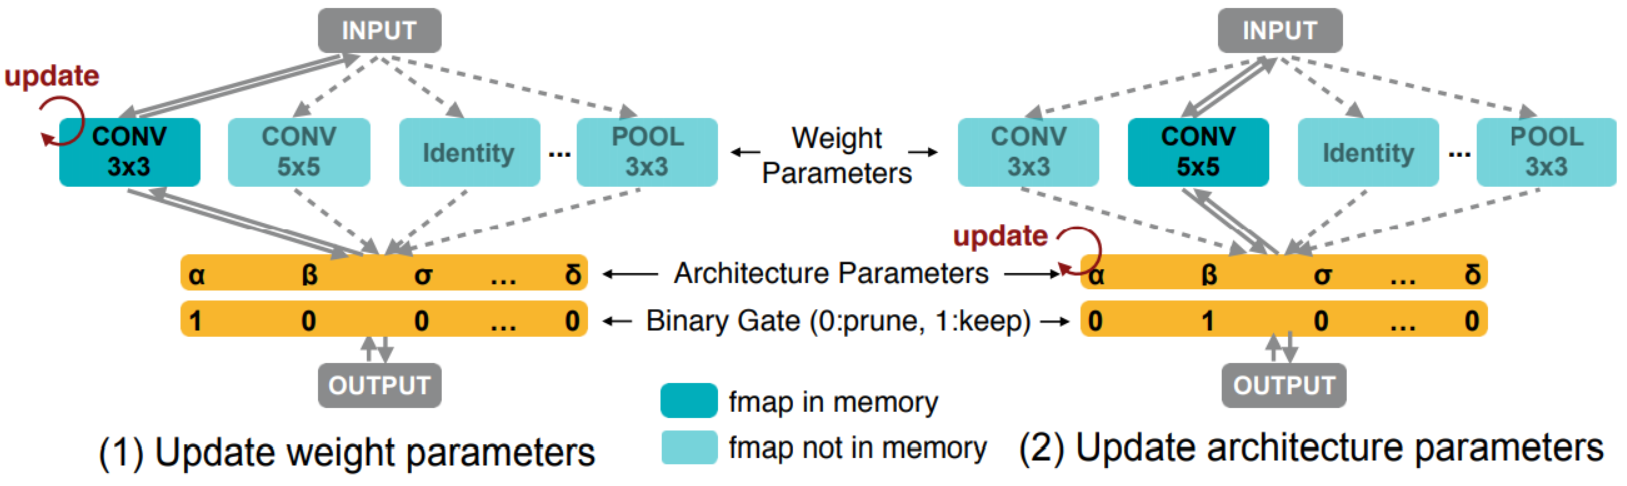 INPUT
INPUT
update
CONV
3x3
CONV
5x5
Identity
...
POOL
3x3
Weight
Parameters
CONV
3x3
CONV
5x5
Identity
...
POOL
3x3
update
α β σ ... δ
Architecture Parameters
α β σ ... δ
1 0 0 ... 0
Binary Gate (0:prune, 1:keep)
0 1 0 ... 0
OUTPUT
OUTPUT
fmap in memory
fmap not in memory
(1) Update weight parameters
(2) Update architecture parameters